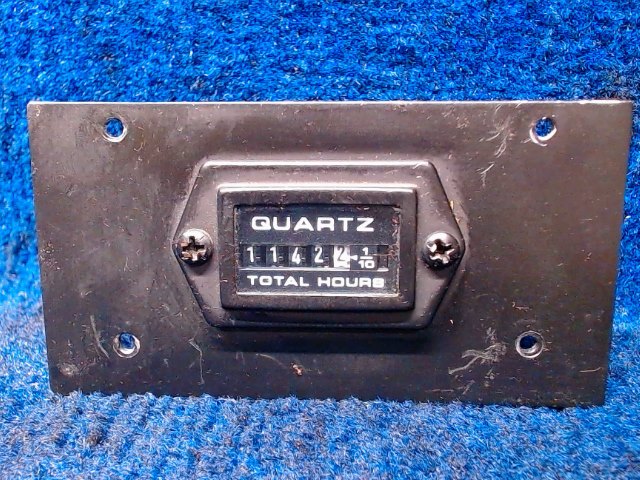 QUARTZ
11422 1/10
TOTAL HOURS